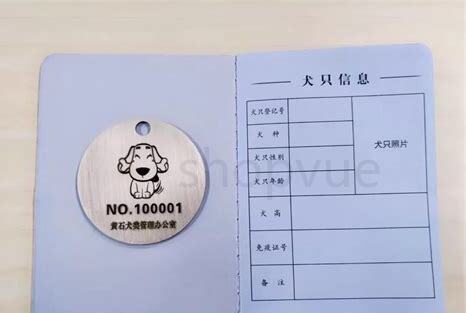 NO.100001
黄石犬类管理办公室
犬只信息
犬只登记号
犬 种
犬只性别
犬只年龄
犬只照片
犬 高
免疫证号
备 注
shopvue